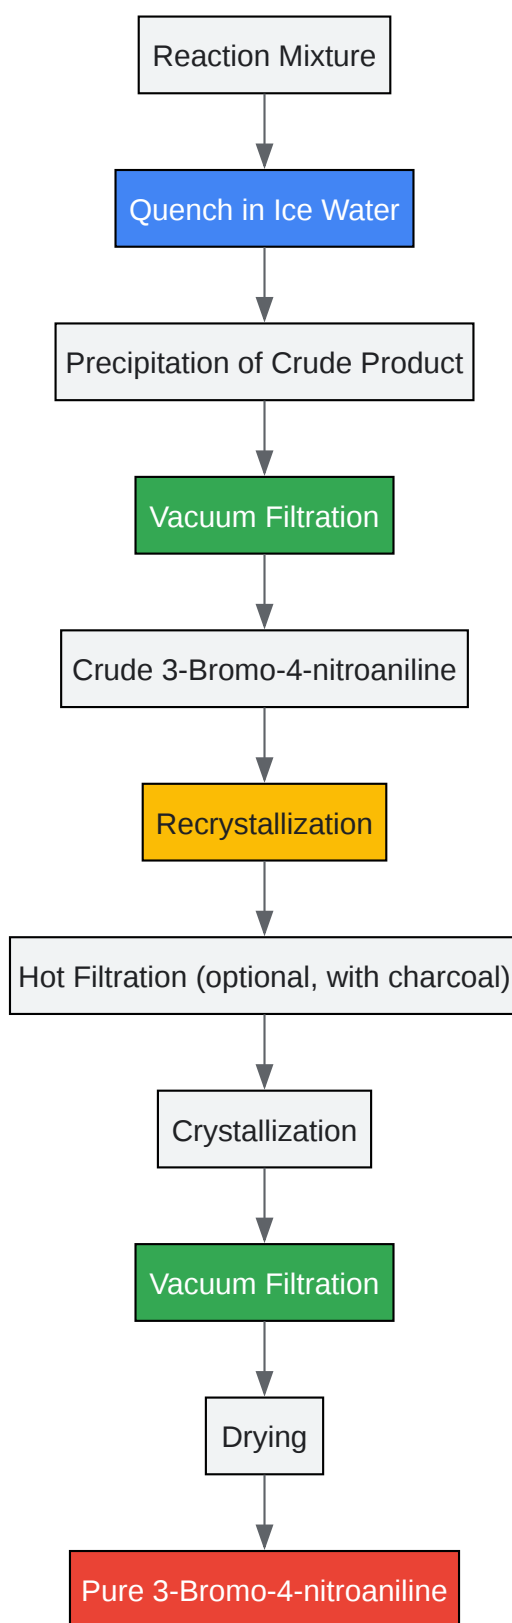 Reaction Mixture
Quench in Ice Water
Precipitation of Crude Product
Vacuum Filtration
Crude 3-Bromo-4-nitroaniline
Recrystallization
Hot Filtration (optional, with charcoal)
Crystallization
Vacuum Filtration
Drying
Pure 3-Bromo-4-nitroaniline